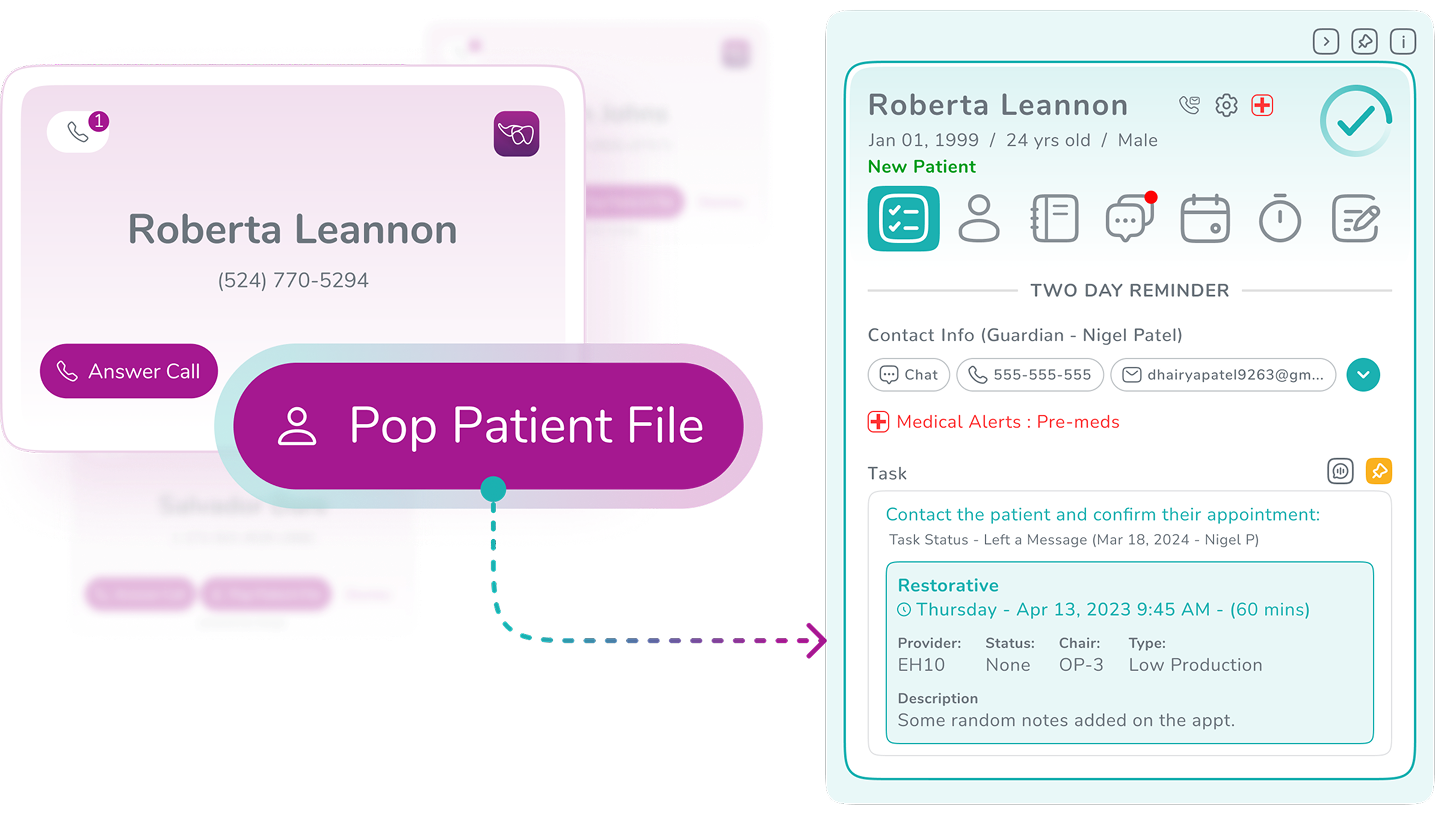 1
Roberta Leannon
(524) 770-5294
Answer Call
Pop Patient File
Roberta Leannon
Jan 01, 1999 / 24 yrs old / Male
New Patient
TWO DAY REMINDER
Contact Info (Guardian - Nigel Patel)
Chat 555-555-555 dhairyapatel9263@gm...
Medical Alerts : Pre-meds
Task
Contact the patient and confirm their appointment:
Task Status - Left a Message (Mar 18, 2024 - Nigel P)
Restorative
Thursday - Apr 13, 2023 9:45 AM - (60 mins)
Provider: Status: Chair: Type:
EH10 None OP-3 Low Production
Description
Some random notes added on the appt.